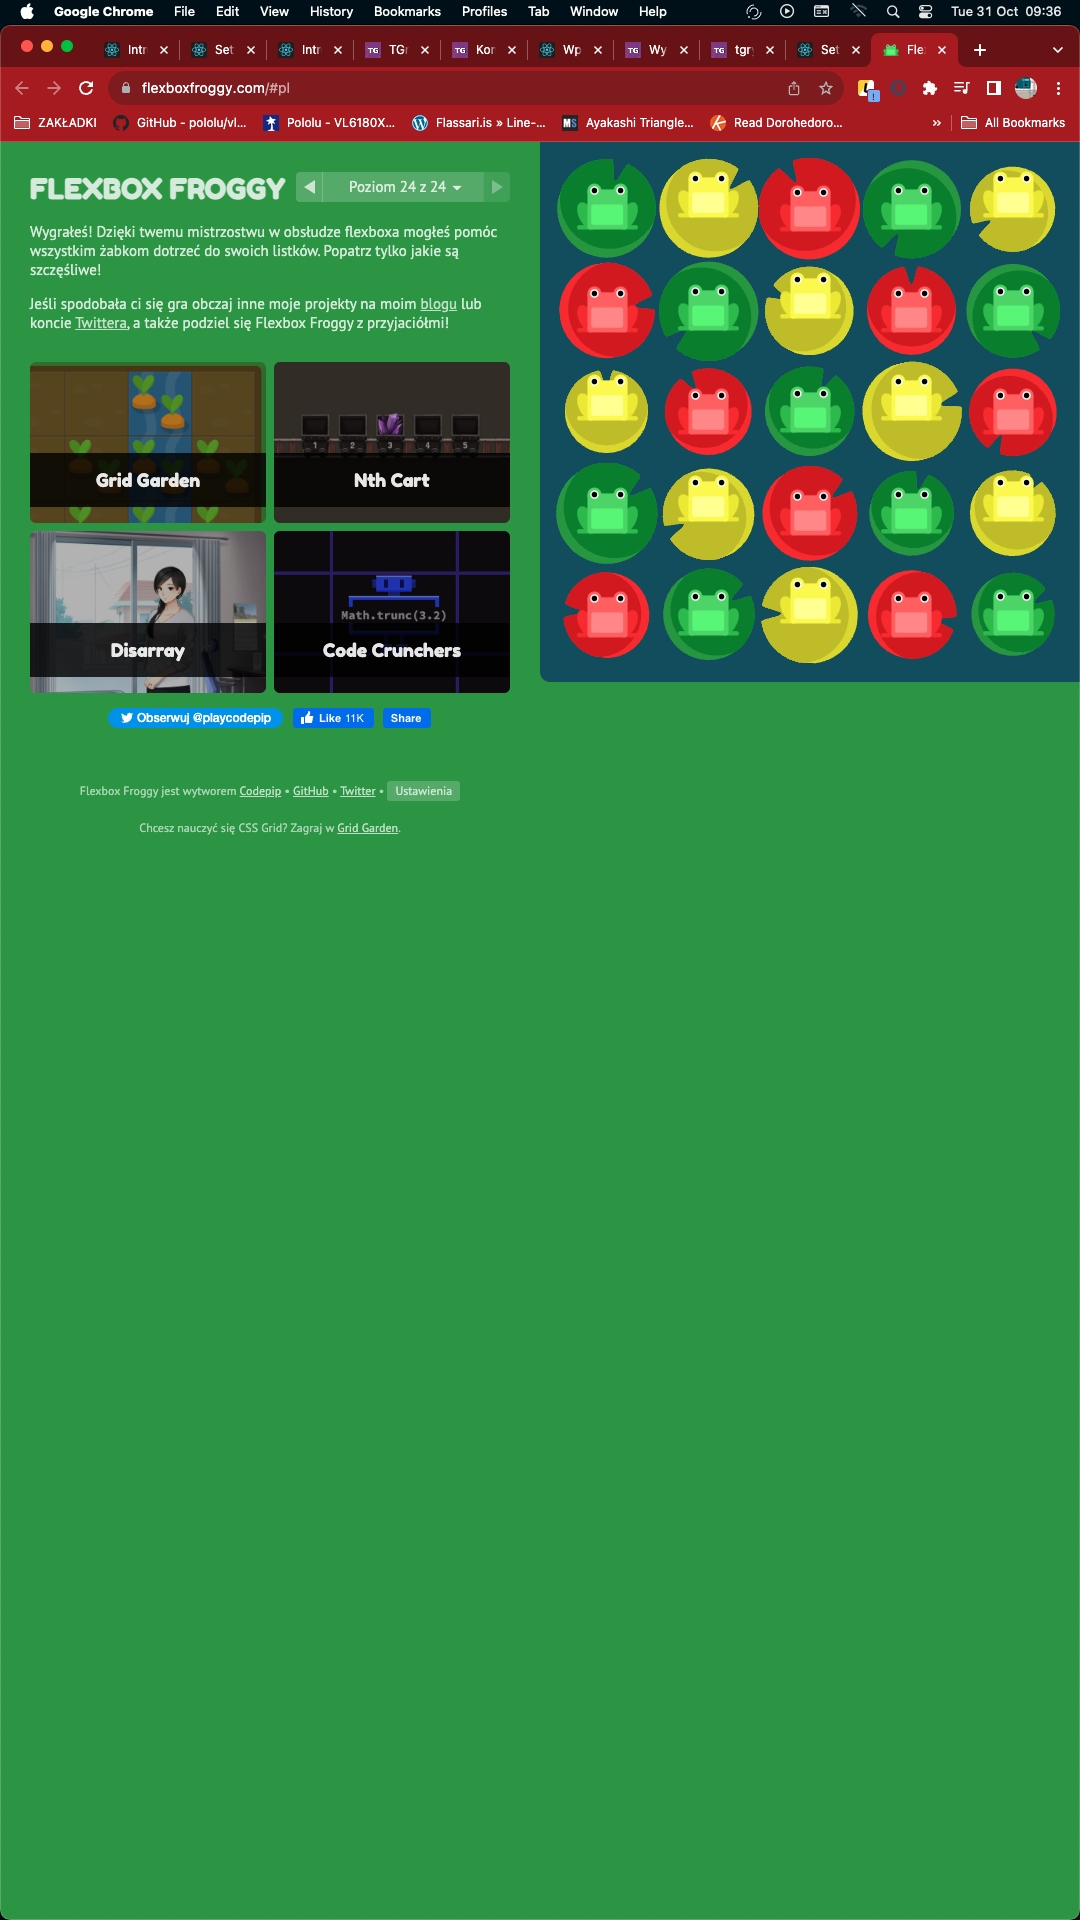 Google Chrome File Edit View History Bookmarks Profiles Tab Window Help Tue 31 Oct 09:36
Intr Set Intr TGr Kor Wp Wy tgr Set Fle
flexboxfroggy.com/#pl
ZAKŁADKI GitHub - pololu/vl... Pololu - VL6180X... Flassari.is » Line-... Ayakashi Triangle... Read Dorohedoro... » All Bookmarks
FLEXBOX FROGGY
Poziom 24 z 24
Wygrałeś! Dzięki twemu mistrzostwu w obsłudze flexboxa mogłeś pomóc
wszystkim żabkom dotrzeć do swoich listków. Popatrz tylko jakie są
szczęśliwe!
Jeśli spodobała ci się gra obczaj inne moje projekty na moim blogu lub
koncie Twittera, a także podziel się Flexbox Froggy z przyjaciółmi!
1 2 3 4 5
Grid Garden
Nth Cart
Math.trunc(3.2)
Disarray
Code Crunchers
Obserwuj @playcodepip
Like 11K
Share
Flexbox Froggy jest wytworem Codepip • GitHub • Twitter • Ustawienia
Chcesz nauczyć się CSS Grid? Zagraj w Grid Garden.